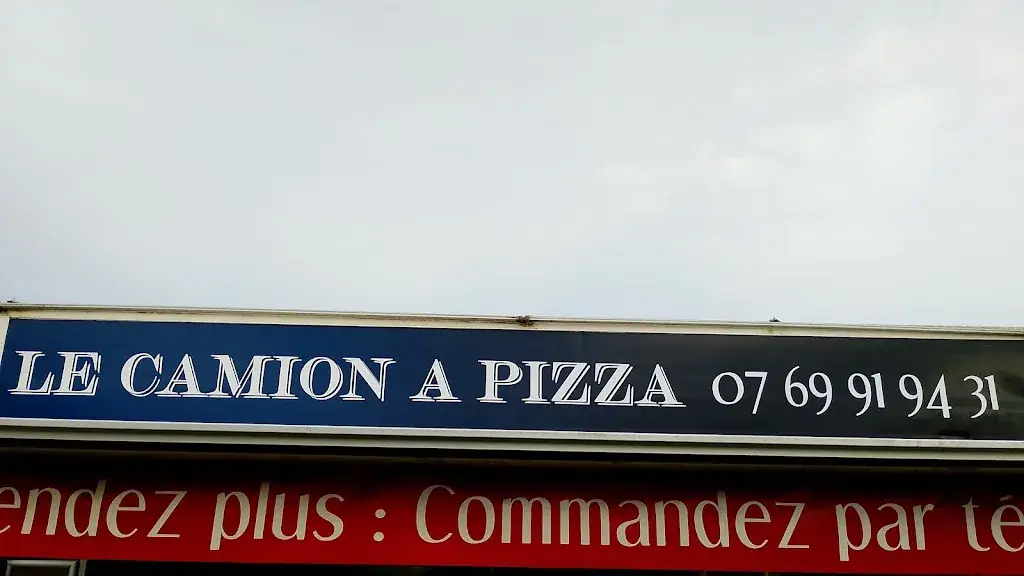 LE CAMION A PIZZA 07 69 91 94 31
endez plus : Commandez par té